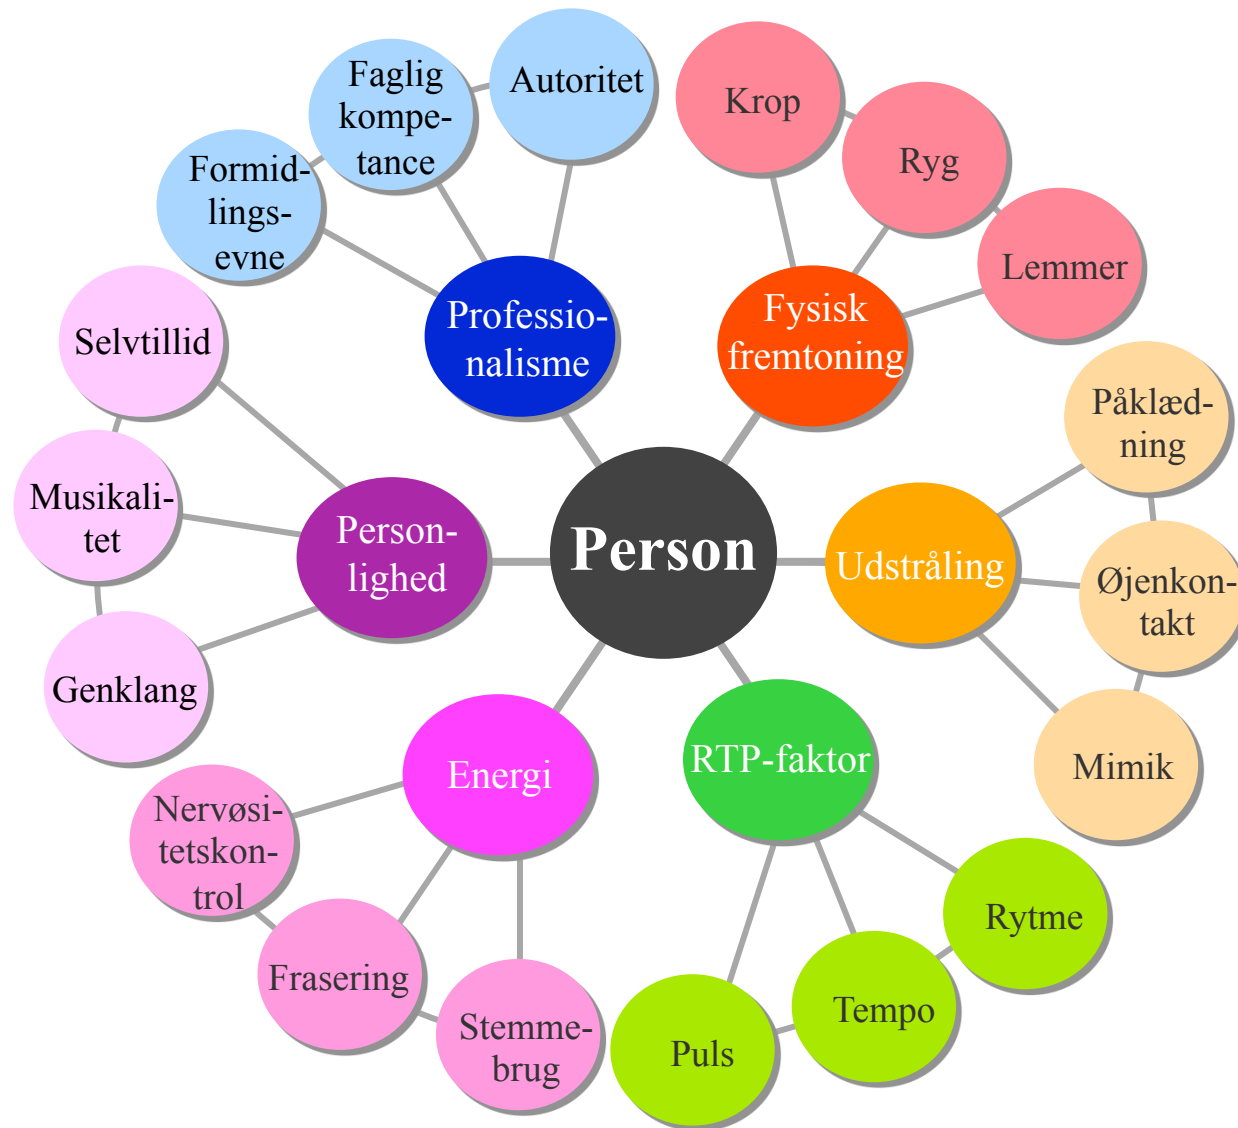 Faglig
kompe-
tance
Autoritet
Formid-
lings-
evne
Professio-
nalisme
Krop
Ryg
Lemmer
Fysisk
fremtoning
Selvtillid
Musikali-
tet
Genklang
Person-
lighed
Person
Udstråling
Påklæd-
ning
Øjenkon-
takt
Mimik
Energi
Nervøsi-
tetskon-
trol
Frasering
Stemme-
brug
RTP-faktor
Rytme
Tempo
Puls